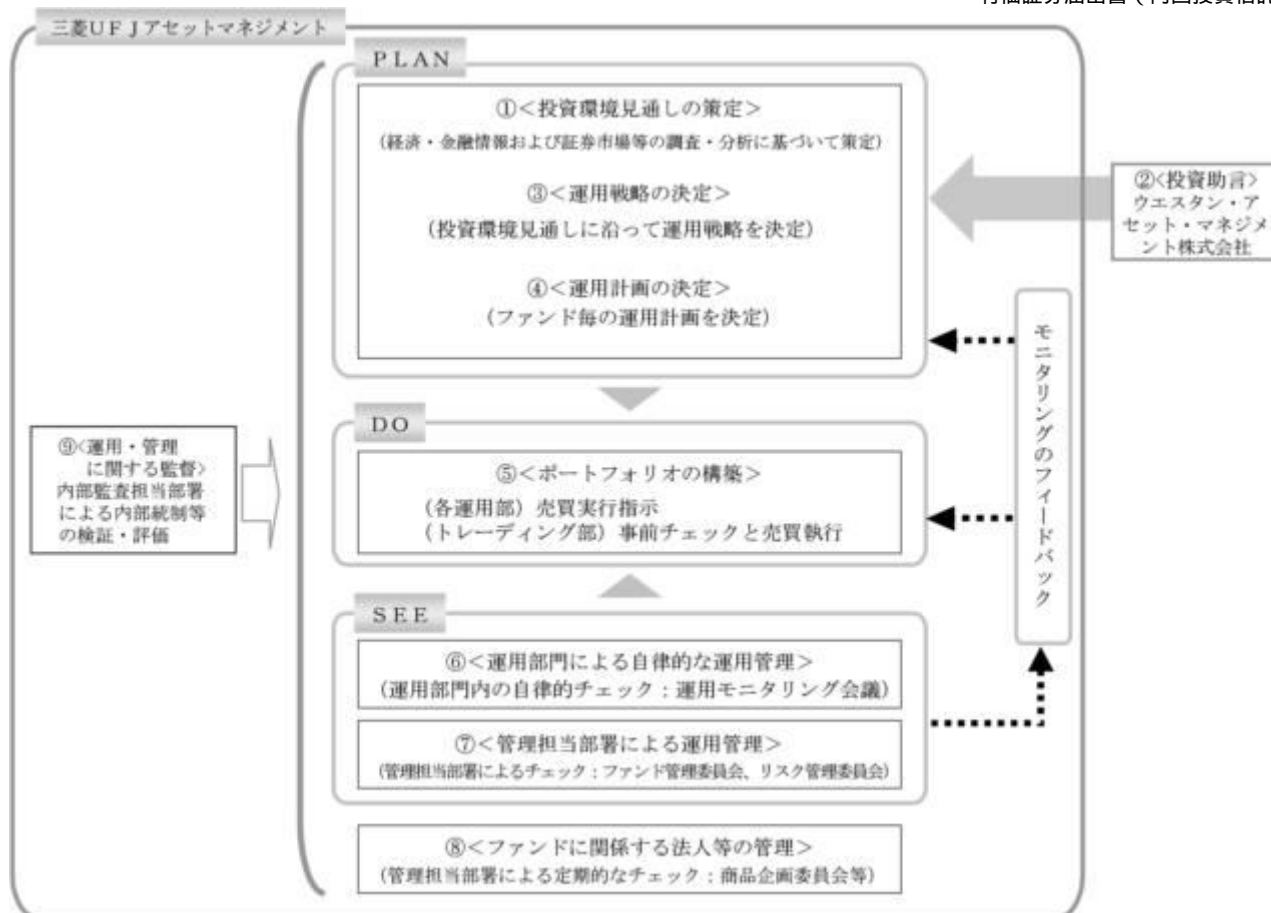 三菱UFJアセットマネジメント
PLAN
①<投資環境見通しの策定>
(経済・金融情報および証券市場等の調査・分析に基づいて策定)
③<運用戦略の決定>
(投資環境見通しに沿って運用戦略を決定)
④<運用計画の決定>
(ファンド毎の運用計画を決定)
②<投資助言>
ウエスタン・ア
セット・マネジメ
ント株式会社
モニタリングのフィードバック
DO
⑤<ポートフォリオの構築>
(各運用部) 売買実行指示
(トレーディング部) 事前チェックと売買執行
⑨<運用・管理
に関する監督>
内部監査担当部署
による内部統制等
の検証・評価
SEE
⑥<運用部門による自律的な運用管理>
(運用部門内の自律的チェック:運用モニタリング会議)
⑦<管理担当部署による運用管理>
(管理担当部署によるチェック:ファンド管理委員会、リスク管理委員会)
⑧<ファンドに関係する法人等の管理>
(管理担当部署による定期的なチェック:商品企画委員会等)